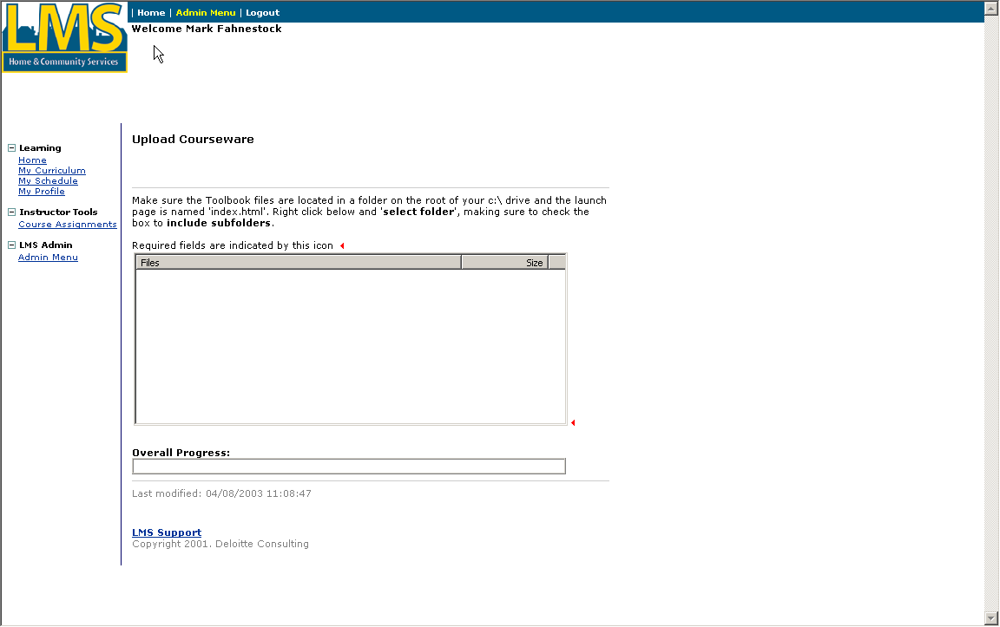 LMS
Home & Community Services
| Home | Admin Menu | Logout
Welcome Mark Fahnestock
Learning
Home
My Curriculum
My Schedule
My Profile
Instructor Tools
Course Assignments
LMS Admin
Admin Menu
Upload Courseware
Make sure the Toolbook files are located in a folder on the root of your c:\ drive and the launch
page is named 'index.html'. Right click below and 'select folder', making sure to check the
box to include subfolders.
Required fields are indicated by this icon
Files Size
Overall Progress:
Last modified: 04/08/2003 11:08:47
LMS Support
Copyright 2001. Deloitte Consulting